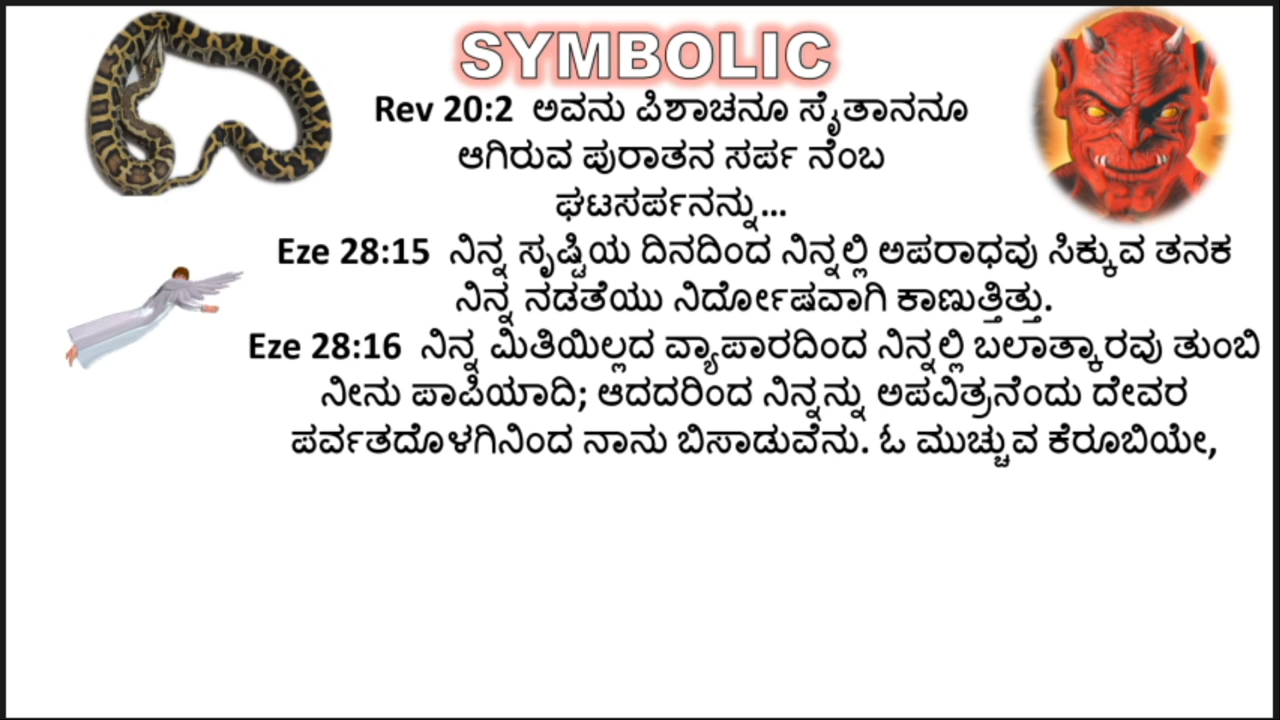 SYMBOLIC
Rev 20:2 ಅವನು ಪಿಶಾಚನೂ ಸೈತಾನನೂ
ಆಗಿರುವ ಪುರಾತನ ಸರ್ಪ ನೆಂಬ
ಘಟಸರ್ಪನನ್ನು...
Eze 28:15 ನಿನ್ನ ಸೃಷ್ಟಿಯ ದಿನದಿಂದ ನಿನ್ನಲ್ಲಿ ಅಪರಾಧವು ಸಿಕ್ಕುವ ತನಕ
ನಿನ್ನ ನಡತೆಯು ನಿರ್ದೋಷವಾಗಿ ಕಾಣುತ್ತಿತ್ತು.
Eze 28:16 ನಿನ್ನ ಮಿತಿಯಿಲ್ಲದ ವ್ಯಾಪಾರದಿಂದ ನಿನ್ನಲ್ಲಿ ಬಲಾತ್ಕಾರವು ತುಂಬಿ
ನೀನು ಪಾಪಿಯಾದಿ; ಆದದರಿಂದ ನಿನ್ನನ್ನು ಅಪವಿತ್ರನೆಂದು ದೇವರ
ಪರ್ವತದೊಳಗಿನಿಂದ ನಾನು ಬಿಸಾಡುವೆನು. ಓ ಮುಚ್ಚುವ ಕೆರೂಬಿಯೇ,